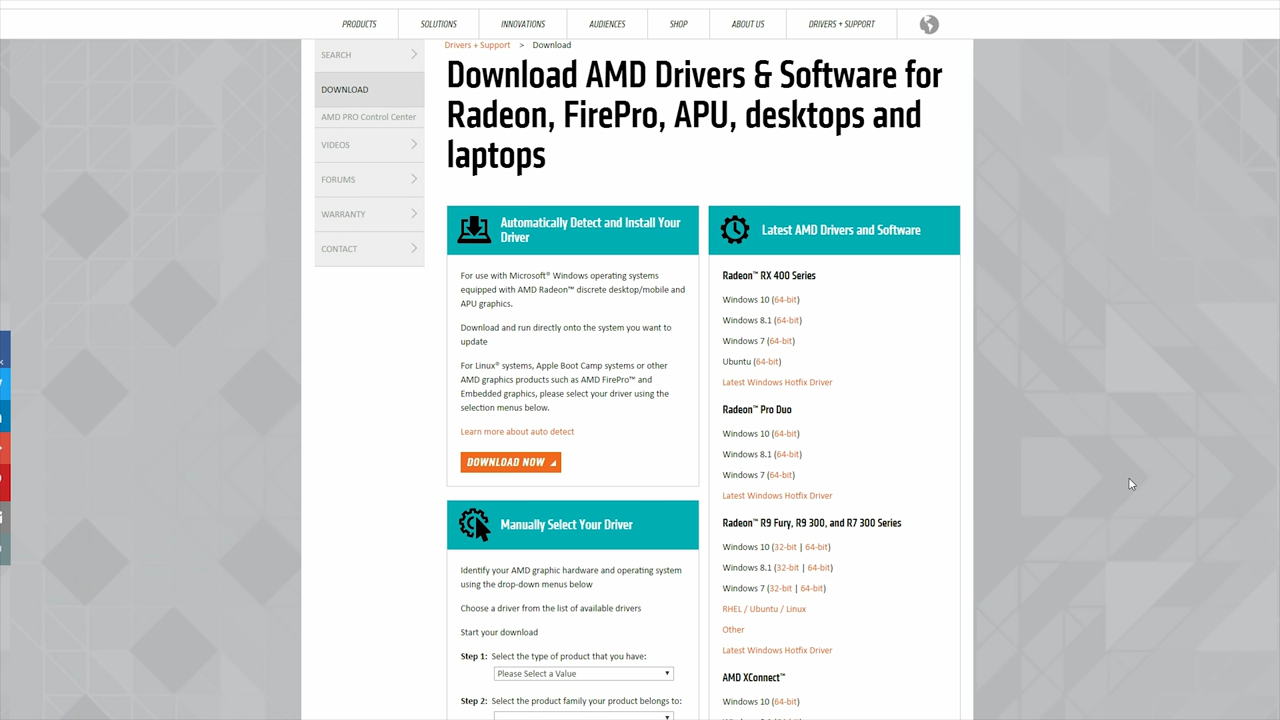 PRODUCTS
SOLUTIONS
INNOVATIONS
AUDIENCES
SHOP
ABOUT US
DRIVERS + SUPPORT
SEARCH
DOWNLOAD
AMD PRO Control Center
VIDEOS
FORUMS
WARRANTY
CONTACT
Drivers + Support > Download
Download AMD Drivers & Software for
Radeon, FirePro, APU, desktops and
laptops
Automatically Detect and Install Your
Driver
For use with Microsoft® Windows operating systems
equipped with AMD Radeon™ discrete desktop/mobile and
APU graphics.
Download and run directly onto the system you want to
update
For Linux® systems, Apple Boot Camp systems or other
AMD graphics products such as AMD FirePro™ and
Embedded graphics, please select your driver using the
selection menus below.
Learn more about auto detect
DOWNLOAD NOW
Manually Select Your Driver
Identify your AMD graphic hardware and operating system
using the drop-down menus below
Choose a driver from the list of available drivers
Start your download
Step 1: Select the type of product that you have:
Please Select a Value
Step 2: Select the product family your product belongs to:
Latest AMD Drivers and Software
Radeon™ RX 400 Series
Windows 10 (64-bit)
Windows 8.1 (64-bit)
Windows 7 (64-bit)
Ubuntu (64-bit)
Latest Windows Hotfix Driver
Radeon™ Pro Duo
Windows 10 (64-bit)
Windows 8.1 (64-bit)
Windows 7 (64-bit)
Latest Windows Hotfix Driver
Radeon™ R9 Fury, R9 300, and R7 300 Series
Windows 10 (32-bit | 64-bit)
Windows 8.1 (32-bit | 64-bit)
Windows 7 (32-bit | 64-bit)
RHEL / Ubuntu / Linux
Other
Latest Windows Hotfix Driver
AMD XConnect™
Windows 10 (64-bit)